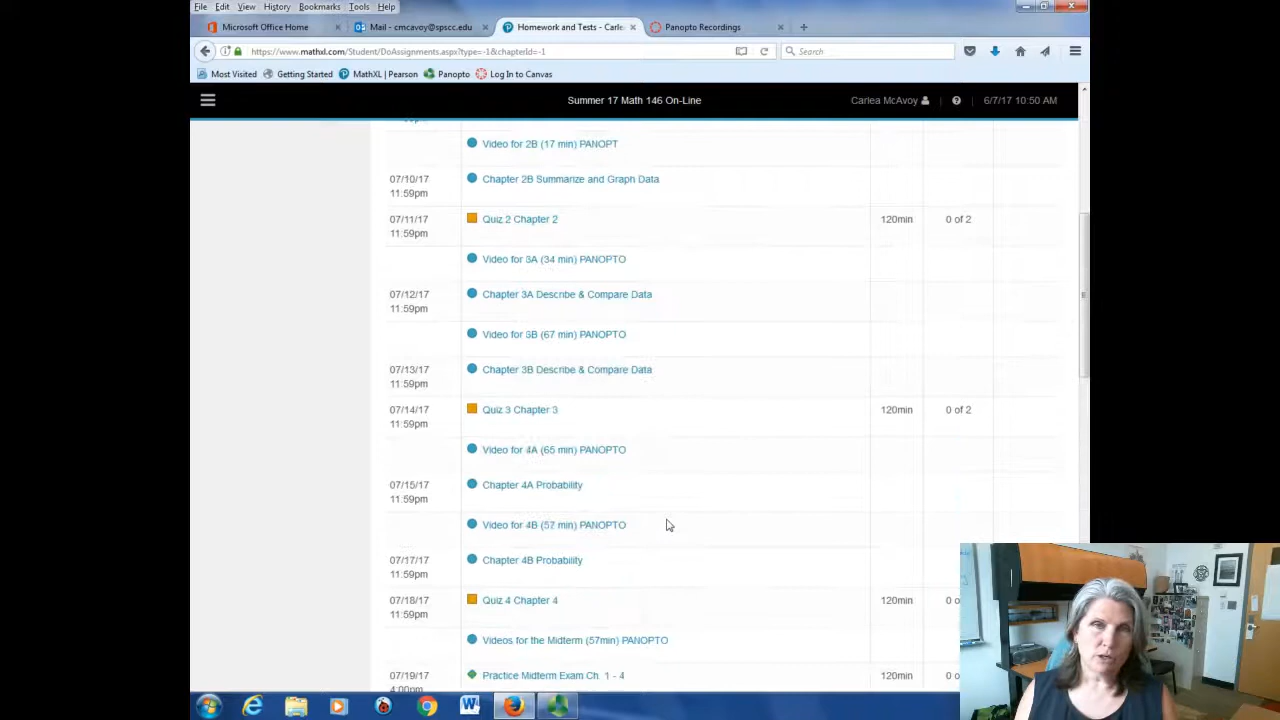 File Edit View History Bookmarks Tools Help
Microsoft Office Home × Mail - cmcavoy@spscc.edu × Homework and Tests - Carle × Panopto Recordings × +
https://www.mathxl.com/Student/DoAssignments.aspx?type=-1&chapterId=-1 Search
Most Visited Getting Started MathXL | Pearson Panopto Log In to Canvas
Summer 17 Math 146 On-Line Carlea McAvoy 6/7/17 10:50 AM
Video for 2B (17 min) PANOPT
07/10/17 Chapter 2B Summarize and Graph Data
11:59pm
07/11/17 Quiz 2 Chapter 2 120min 0 of 2
11:59pm
Video for 3A (34 min) PANOPTO
07/12/17 Chapter 3A Describe & Compare Data
11:59pm
Video for 3B (67 min) PANOPTO
07/13/17 Chapter 3B Describe & Compare Data
11:59pm
07/14/17 Quiz 3 Chapter 3 120min 0 of 2
11:59pm
Video for 4A (65 min) PANOPTO
07/15/17 Chapter 4A Probability
11:59pm
Video for 4B (57 min) PANOPTO
07/17/17 Chapter 4B Probability
11:59pm
07/18/17 Quiz 4 Chapter 4 120min 0
11:59pm
Videos for the Midterm (57min) PANOPTO
07/19/17 Practice Midterm Exam Ch. 1 - 4 120min 0
4:00pm